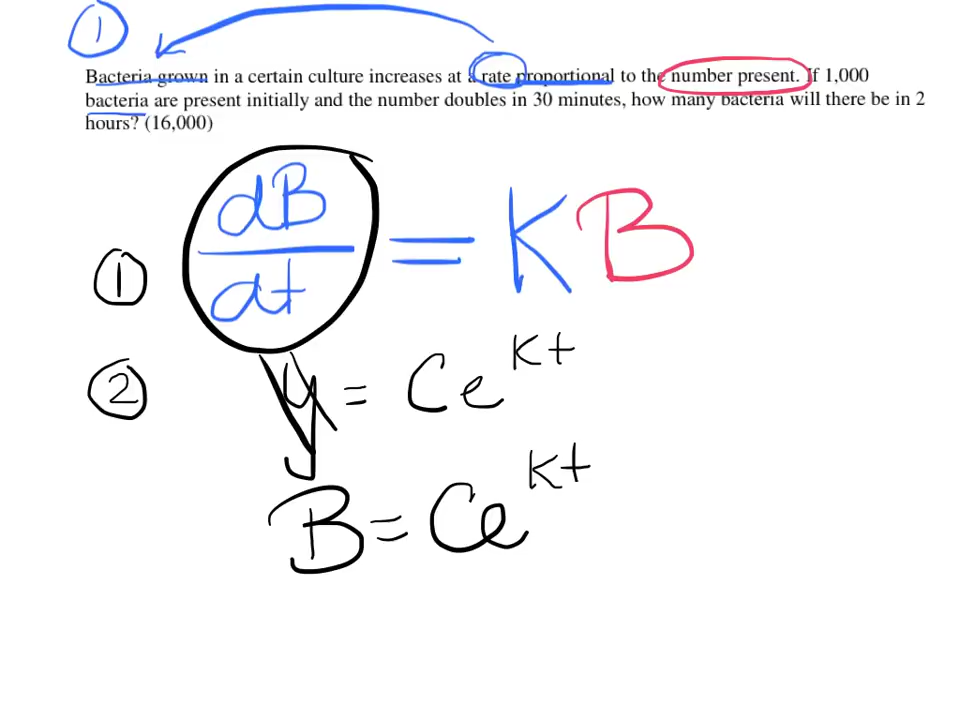 ①
Bacteria grown in a certain culture increases at a rate proportional to the number present. If 1,000
bacteria are present initially and the number doubles in 30 minutes, how many bacteria will there be in 2
hours? (16,000)
① dB/dt = KB
② y = Ce^Kt
B = Ce^Kt